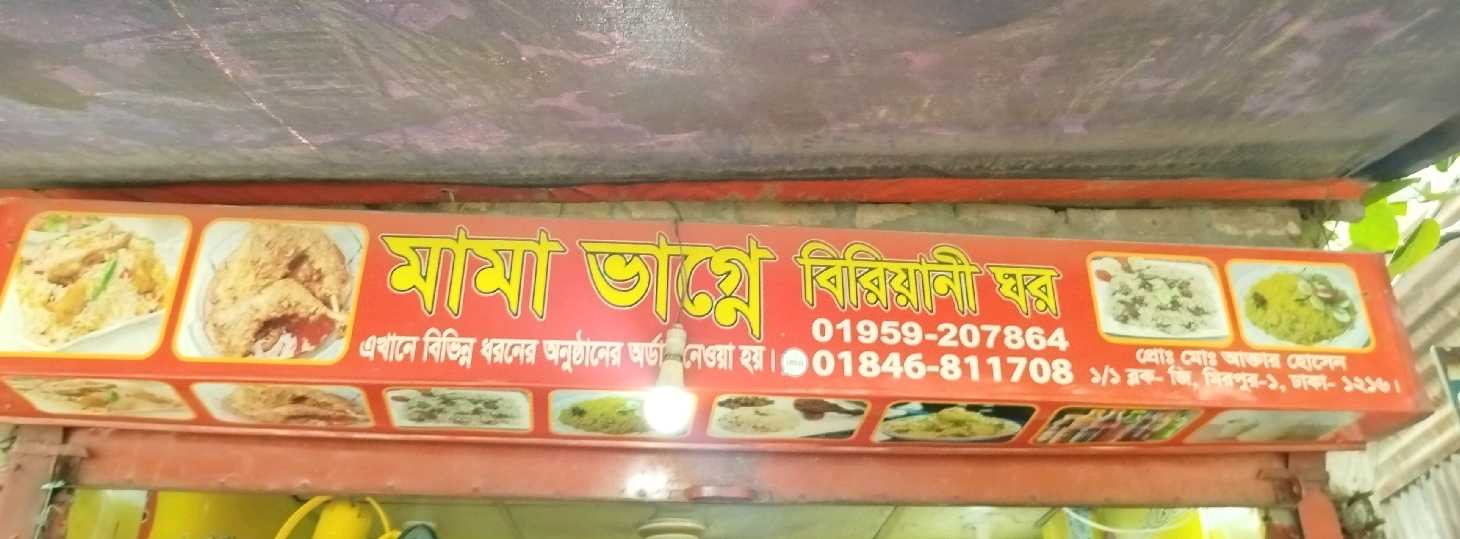 মামা ভাগ্নে বিরিয়ানী ঘর
01959-207864
এখানে বিভিন্ন ধরনের অনুষ্ঠানের অর্ডার নেওয়া হয়।
01846-811708
প্রোঃ মোঃ আক্তার হোসেন
১/১ ব্লক- জি, মিরপুর-১, ঢাকা- ১২১৬।